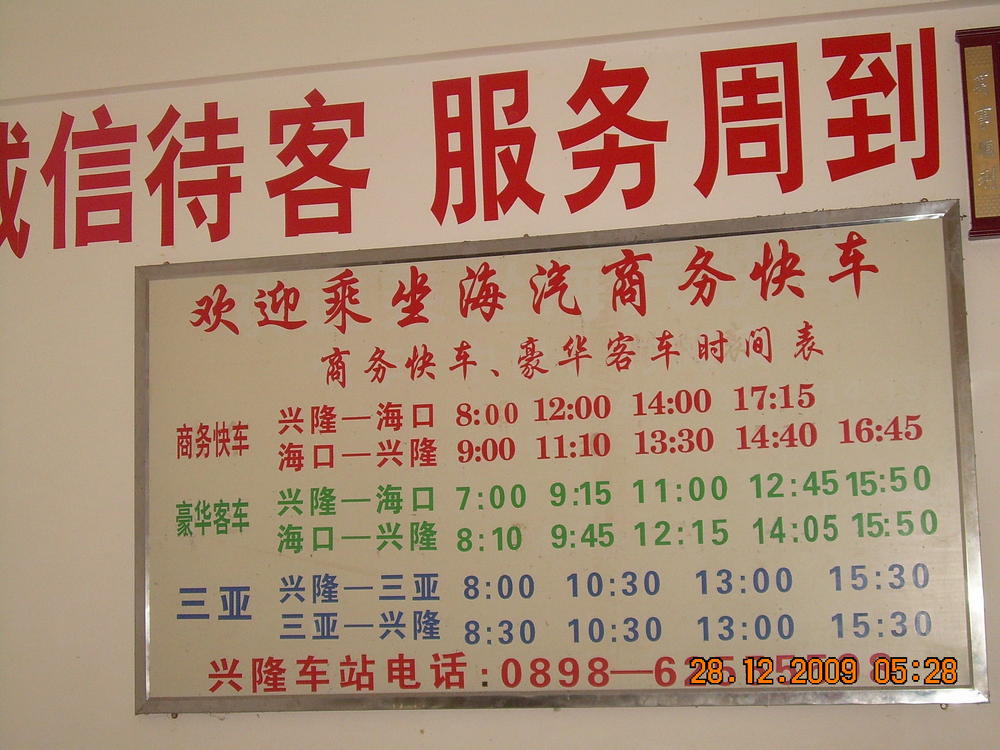 诚信待客 服务周到
欢迎乘坐海汽商务快车
商务快车、豪华客车时间表
商务快车
兴隆—海口 8:00 12:00 14:00 17:15
海口—兴隆 9:00 11:10 13:30 14:40 16:45
豪华客车
兴隆—海口 7:00 9:15 11:00 12:45 15:50
海口—兴隆 8:10 9:45 12:15 14:05 15:50
三亚
兴隆—三亚 8:00 10:30 13:00 15:30
三亚—兴隆 8:30 10:30 13:00 15:30
兴隆车站电话:0898—62
28.12.2009 05:28